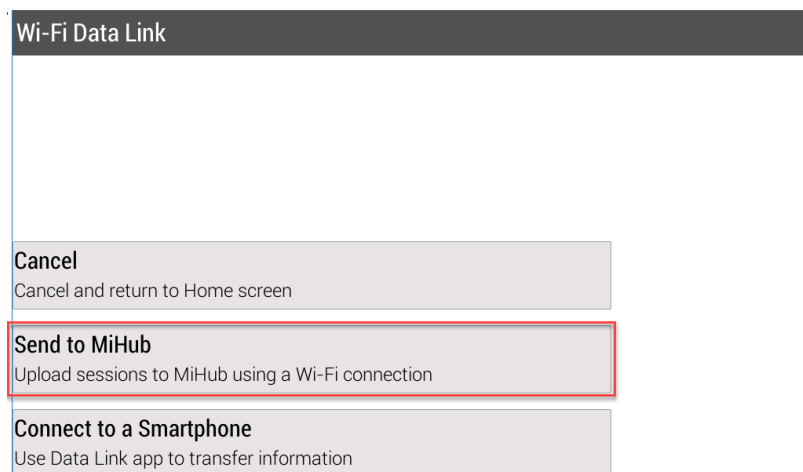 Wi-Fi Data Link
Cancel
Cancel and return to Home screen
Send to MiHub
Upload sessions to MiHub using a Wi-Fi connection
Connect to a Smartphone
Use Data Link app to transfer information